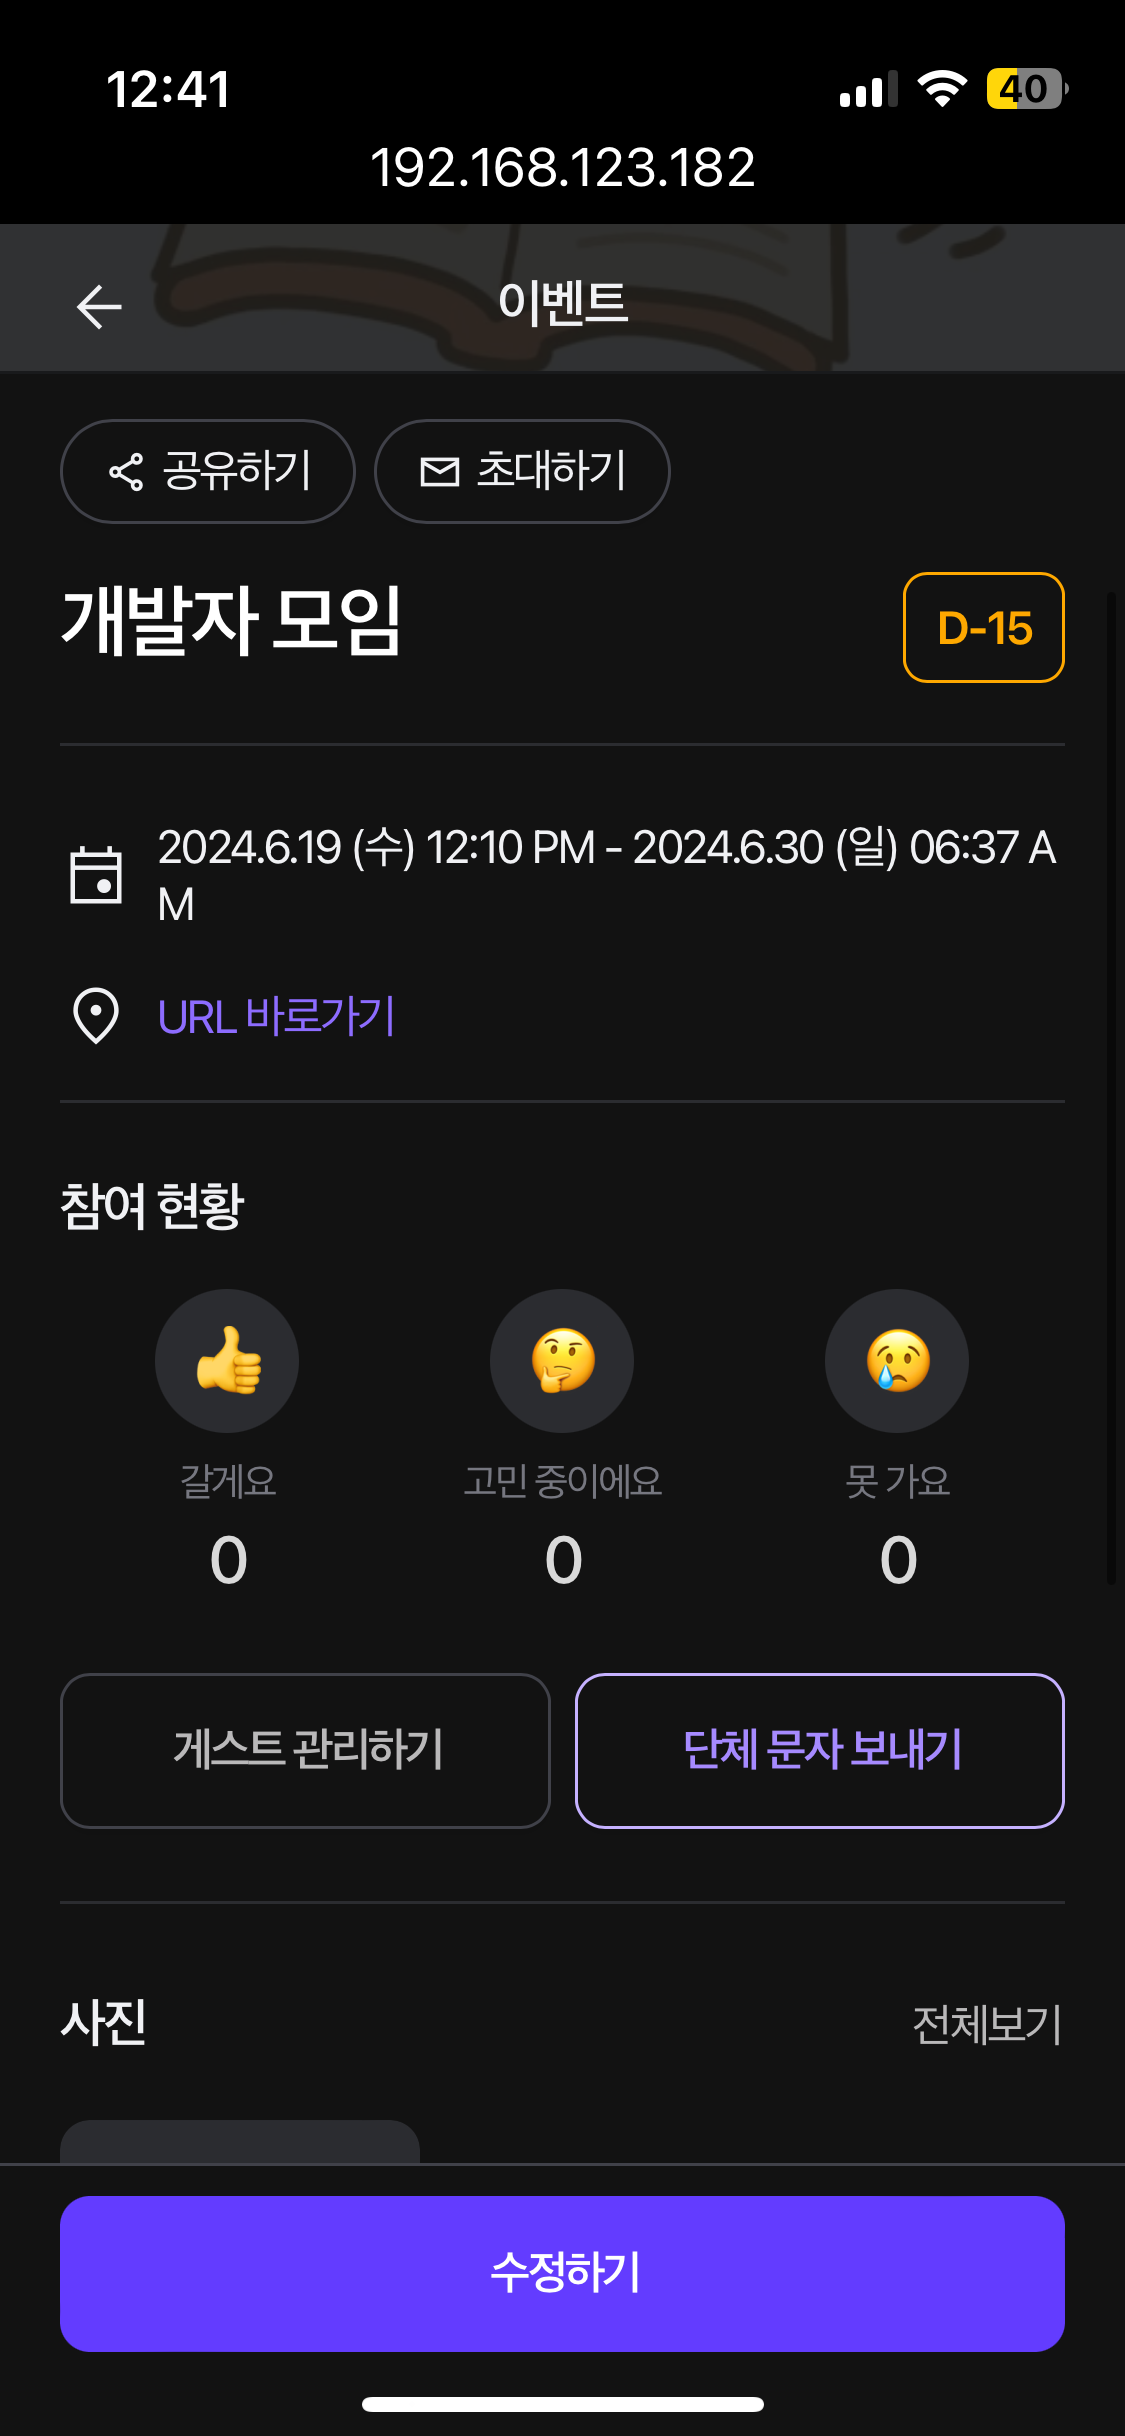 12:41
40
192.168.123.182
이벤트
공유하기
초대하기
개발자 모임
D-15
2024.6.19 (수) 12:10 PM - 2024.6.30 (일) 06:37 A
M
URL 바로가기
참여 현황
갈게요
고민 중이에요
못 가요
0
0
0
게스트 관리하기
단체 문자 보내기
사진
전체보기
수정하기